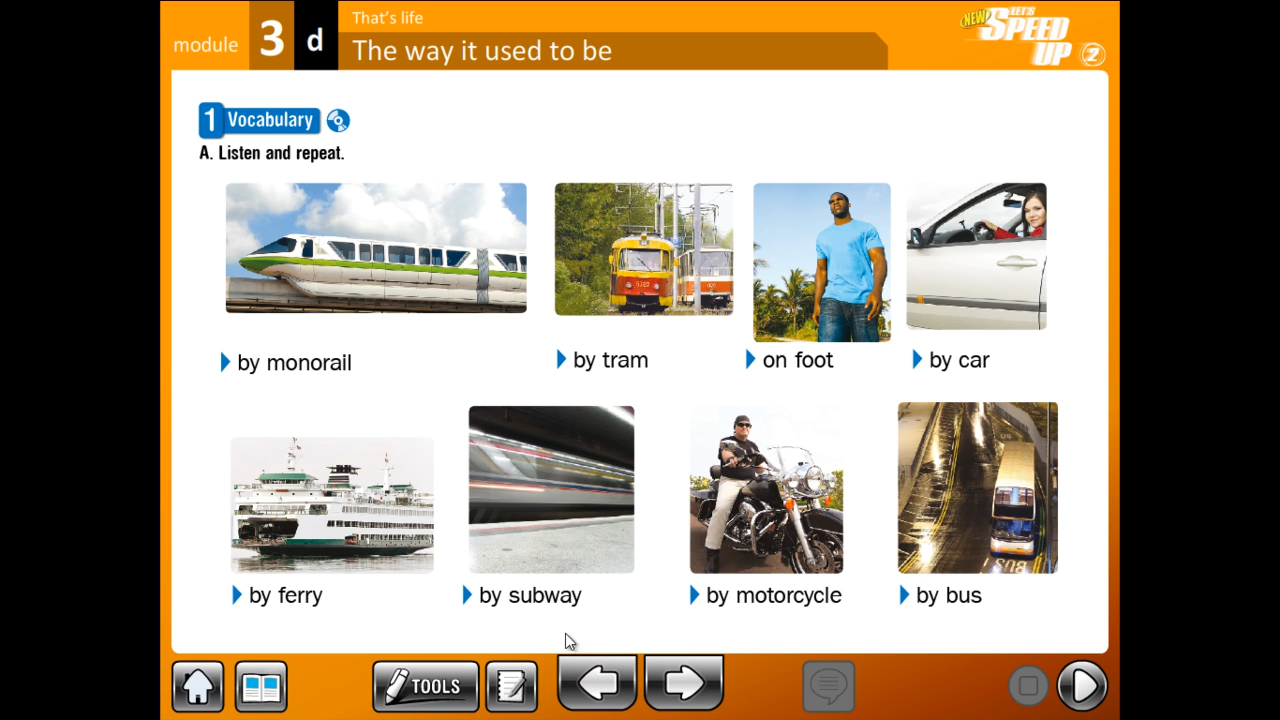 module 3 d
That's life
The way it used to be
NEW LET'S SPEED UP 2
1 Vocabulary
A. Listen and repeat.
by monorail
by tram
on foot
by car
by ferry
by subway
by motorcycle
by bus
BUS
TOOLS